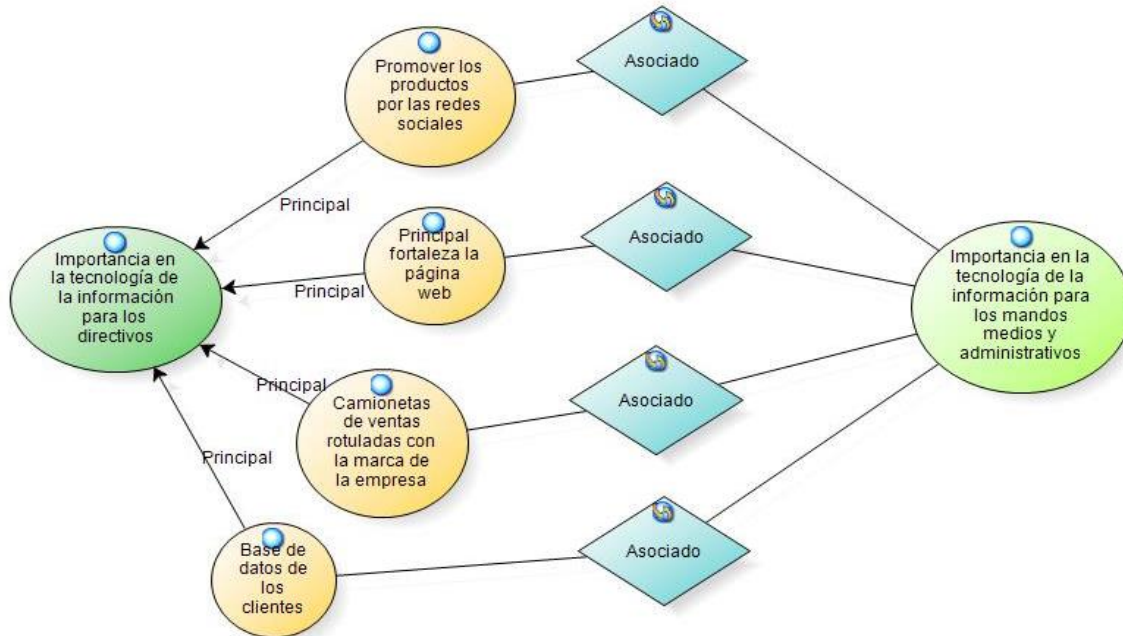 Promover los
productos
por las redes
sociales
Asociado
Principal
Importancia en
la tecnología de
la información
para los
directivos
Principal
fortaleza la
página
web
Asociado
Principal
Importancia en la
tecnología de la
información para
los mandos
medios y
administrativos
Principal
Camionetas
de ventas
rotuladas con
la marca de
la empresa
Asociado
Principal
Base de
datos de
los
clientes
Asociado